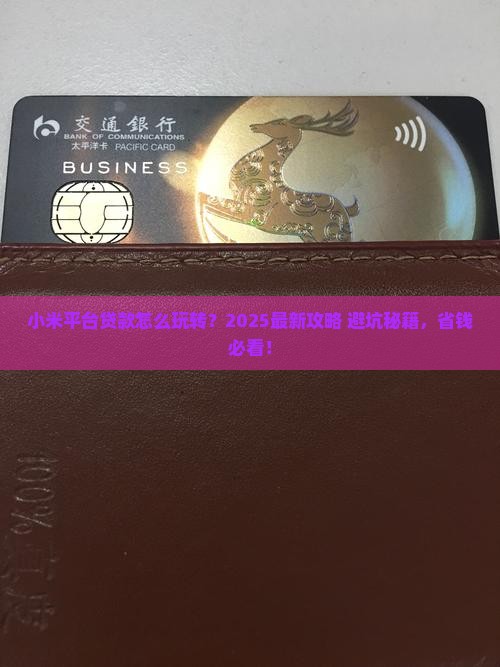 交通銀行
BANK OF COMMUNICATIONS
太平洋卡 PACIFIC CARD
BUSINESS
小米平台贷款怎么玩转？2025最新攻略 避坑秘籍，省钱
必看！
100%真皮